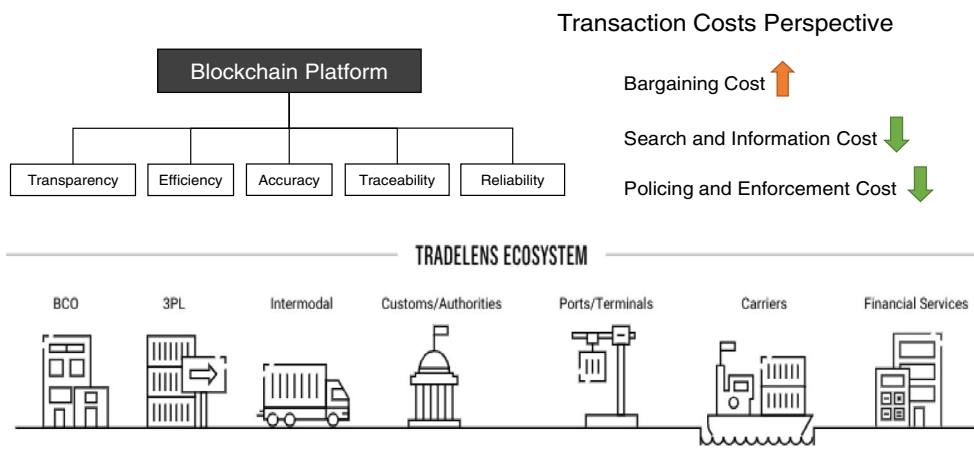 Transaction Costs Perspective
Blockchain Platform
Bargaining Cost
Search and Information Cost
Policing and Enforcement Cost
Transparency
Efficiency
Accuracy
Traceability
Reliability
TRADELENS ECOSYSTEM
BCO
3PL
Intermodal
Customs/Authorities
Ports/Terminals
Carriers
Financial Services